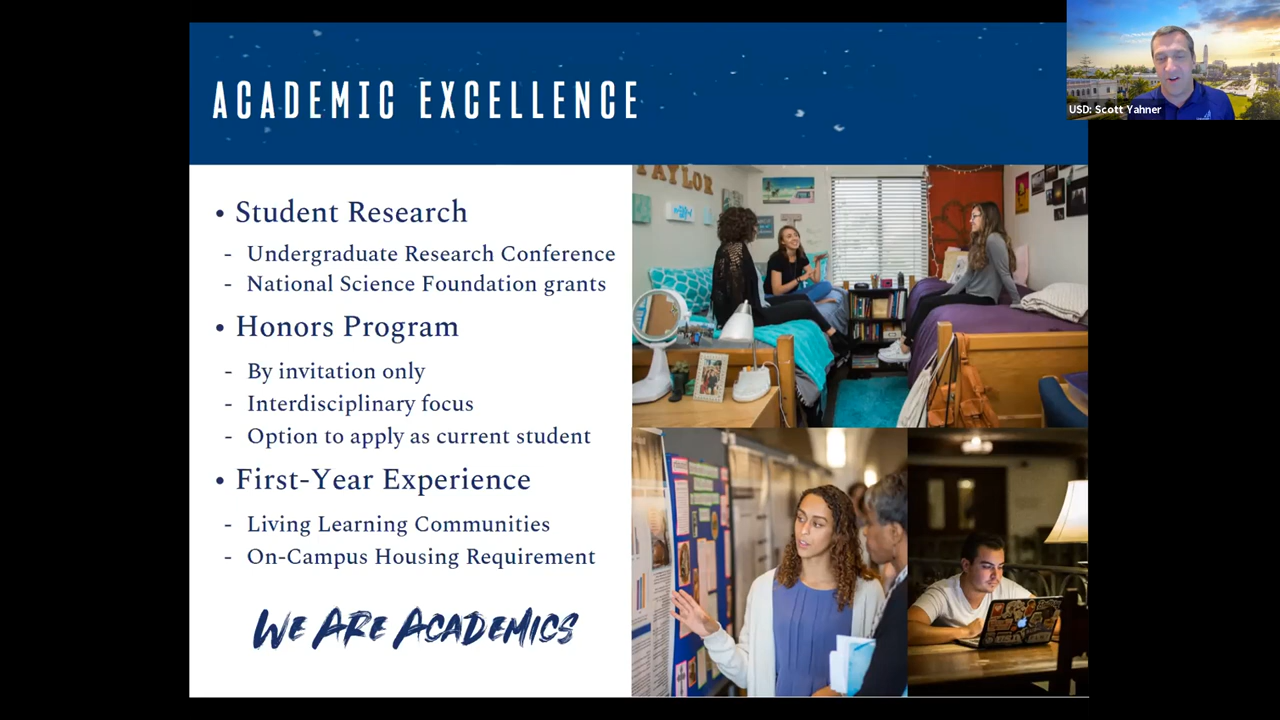 ACADEMIC EXCELLENCE
USD: Scott Yahner
• Student Research
- Undergraduate Research Conference
- National Science Foundation grants
• Honors Program
- By invitation only
- Interdisciplinary focus
- Option to apply as current student
• First-Year Experience
- Living Learning Communities
- On-Campus Housing Requirement
WE ARE ACADEMICS
TAYLOR